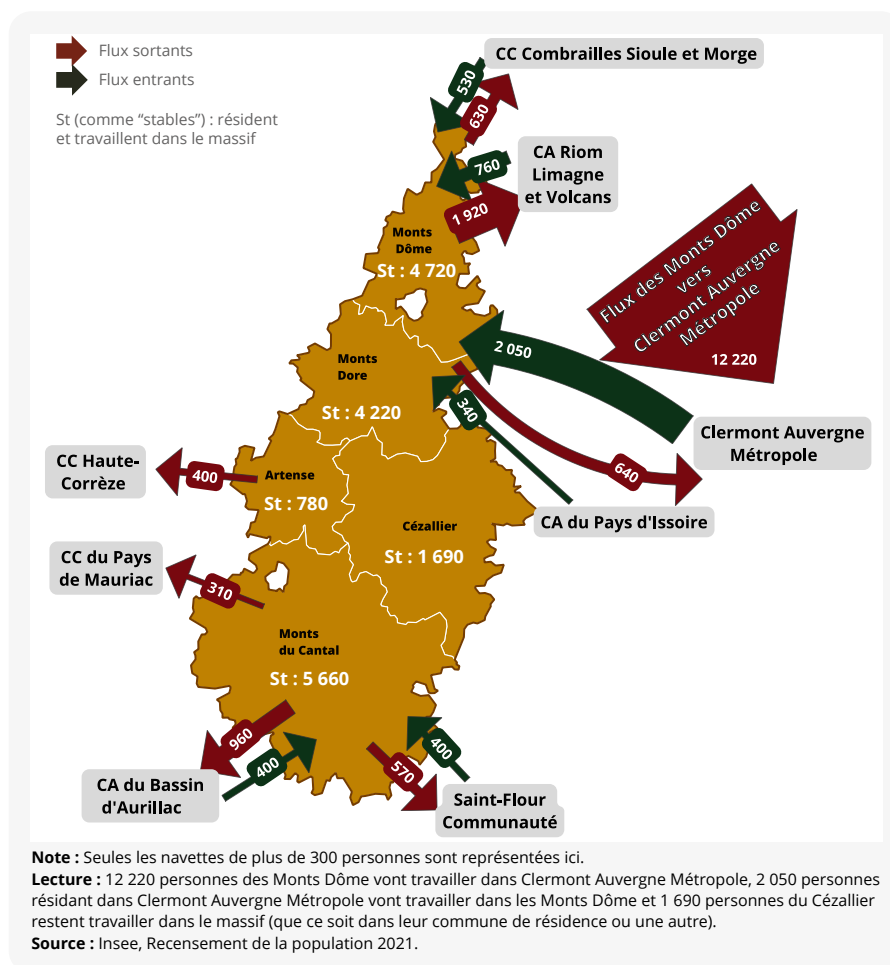 Flux sortants
Flux entrants
St (comme “stables”) : résident
et travaillent dans le massif
CC Combrailles Sioule et Morge
530
630
CA Riom
Limagne
et Volcans
760
1 920
Monts
Dôme
St : 4 720
Flux des Monts Dôme
vers
Clermont Auvergne
Métropole
12 220
2 050
Monts
Dore
St : 4 220
340
Clermont Auvergne
Métropole
640
CC Haute-
Corrèze
400
Artense
St : 780
CA du Pays d'Issoire
Cézallier
St : 1 690
CC du Pays
de Mauriac
310
Monts
du Cantal
St : 5 660
960
400
570
400
CA du Bassin
d'Aurillac
Saint-Flour
Communauté
Note : Seules les navettes de plus de 300 personnes sont représentées ici.
Lecture : 12 220 personnes des Monts Dôme vont travailler dans Clermont Auvergne Métropole, 2 050 personnes
résidant dans Clermont Auvergne Métropole vont travailler dans les Monts Dôme et 1 690 personnes du Cézallier
restent travailler dans le massif (que ce soit dans leur commune de résidence ou une autre).
Source : Insee, Recensement de la population 2021.